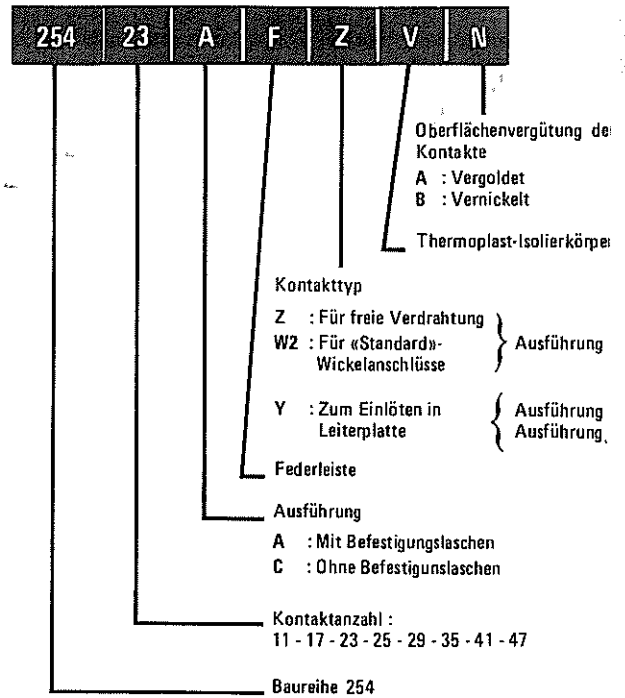 254 23 A F Z V N
Oberflächenvergütung de
Kontakte
A : Vergoldet
B : Vernickelt
Thermoplast-Isolierkörpe
Kontakttyp
Z : Für freie Verdrahtung
W2 : Für «Standard»-
Wickelanschlüsse
Ausführung
Y : Zum Einlöten in
Leiterplatte
Ausführung
Ausführung
Federleiste
Ausführung
A : Mit Befestigungslaschen
C : Ohne Befestigunslaschen
Kontaktanzahl :
11 - 17 - 23 - 25 - 29 - 35 - 41 - 47
Baureihe 254